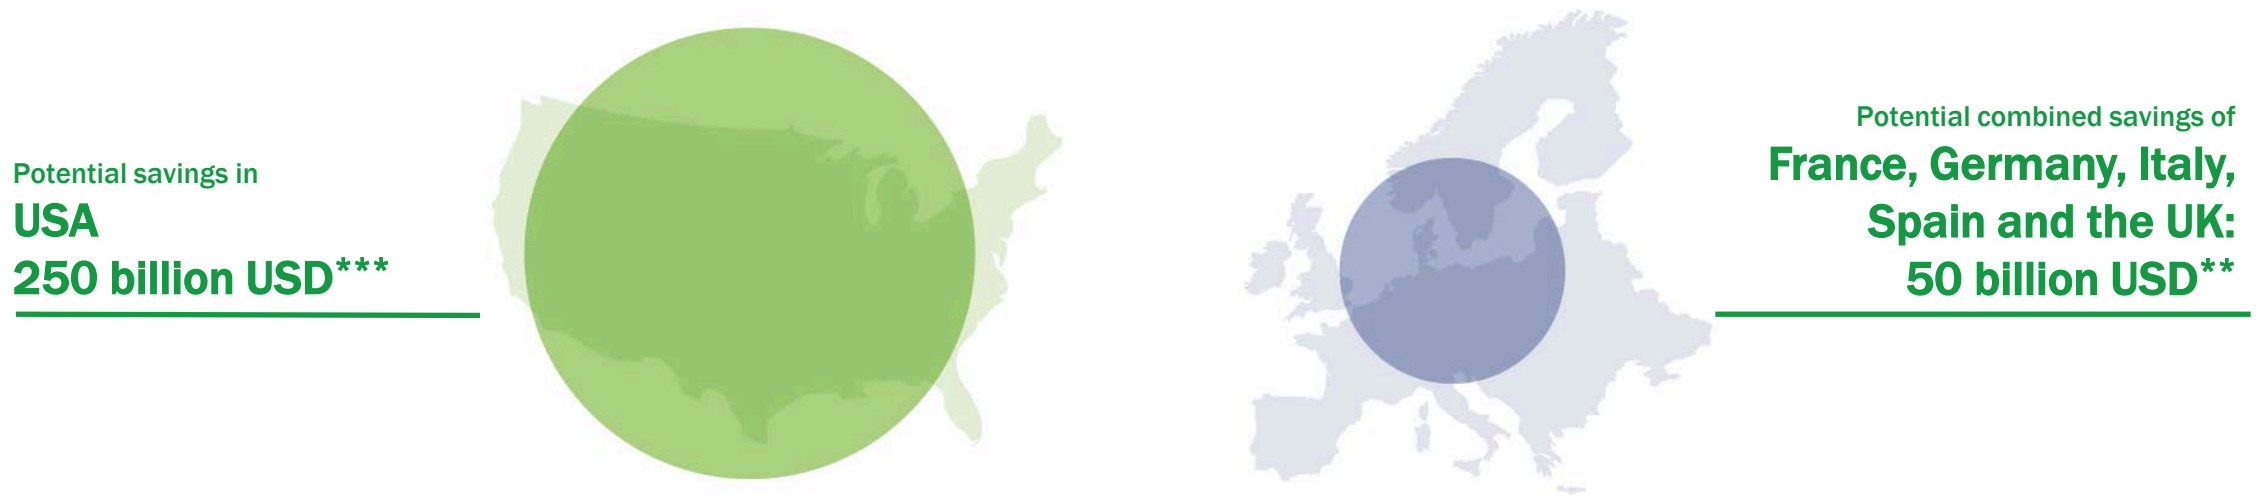 Potential savings in
USA
250 billion USD***
Potential combined savings of
France, Germany, Italy,
Spain and the UK:
50 billion USD**